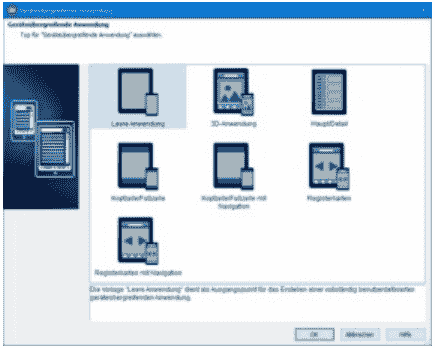 Geräteübergreifende Anwendung
Geräteübergreifende Anwendung
Typ für "Geräteübergreifende Anwendung" auswählen.
Leere Anwendung
3D-Anwendung
Haupt/Detail
Kopfzeile/Fußzeile
Kopfzeile/Fußzeile mit
Navigation
Registerkarten
Registerkarten mit Navigation
Die Vorlage "Leere Anwendung" dient als Ausgangspunkt für das Erstellen einer vollständig benutzerdefinierten
geräteübergreifenden Anwendung.
OK
Abbrechen
Hilfe